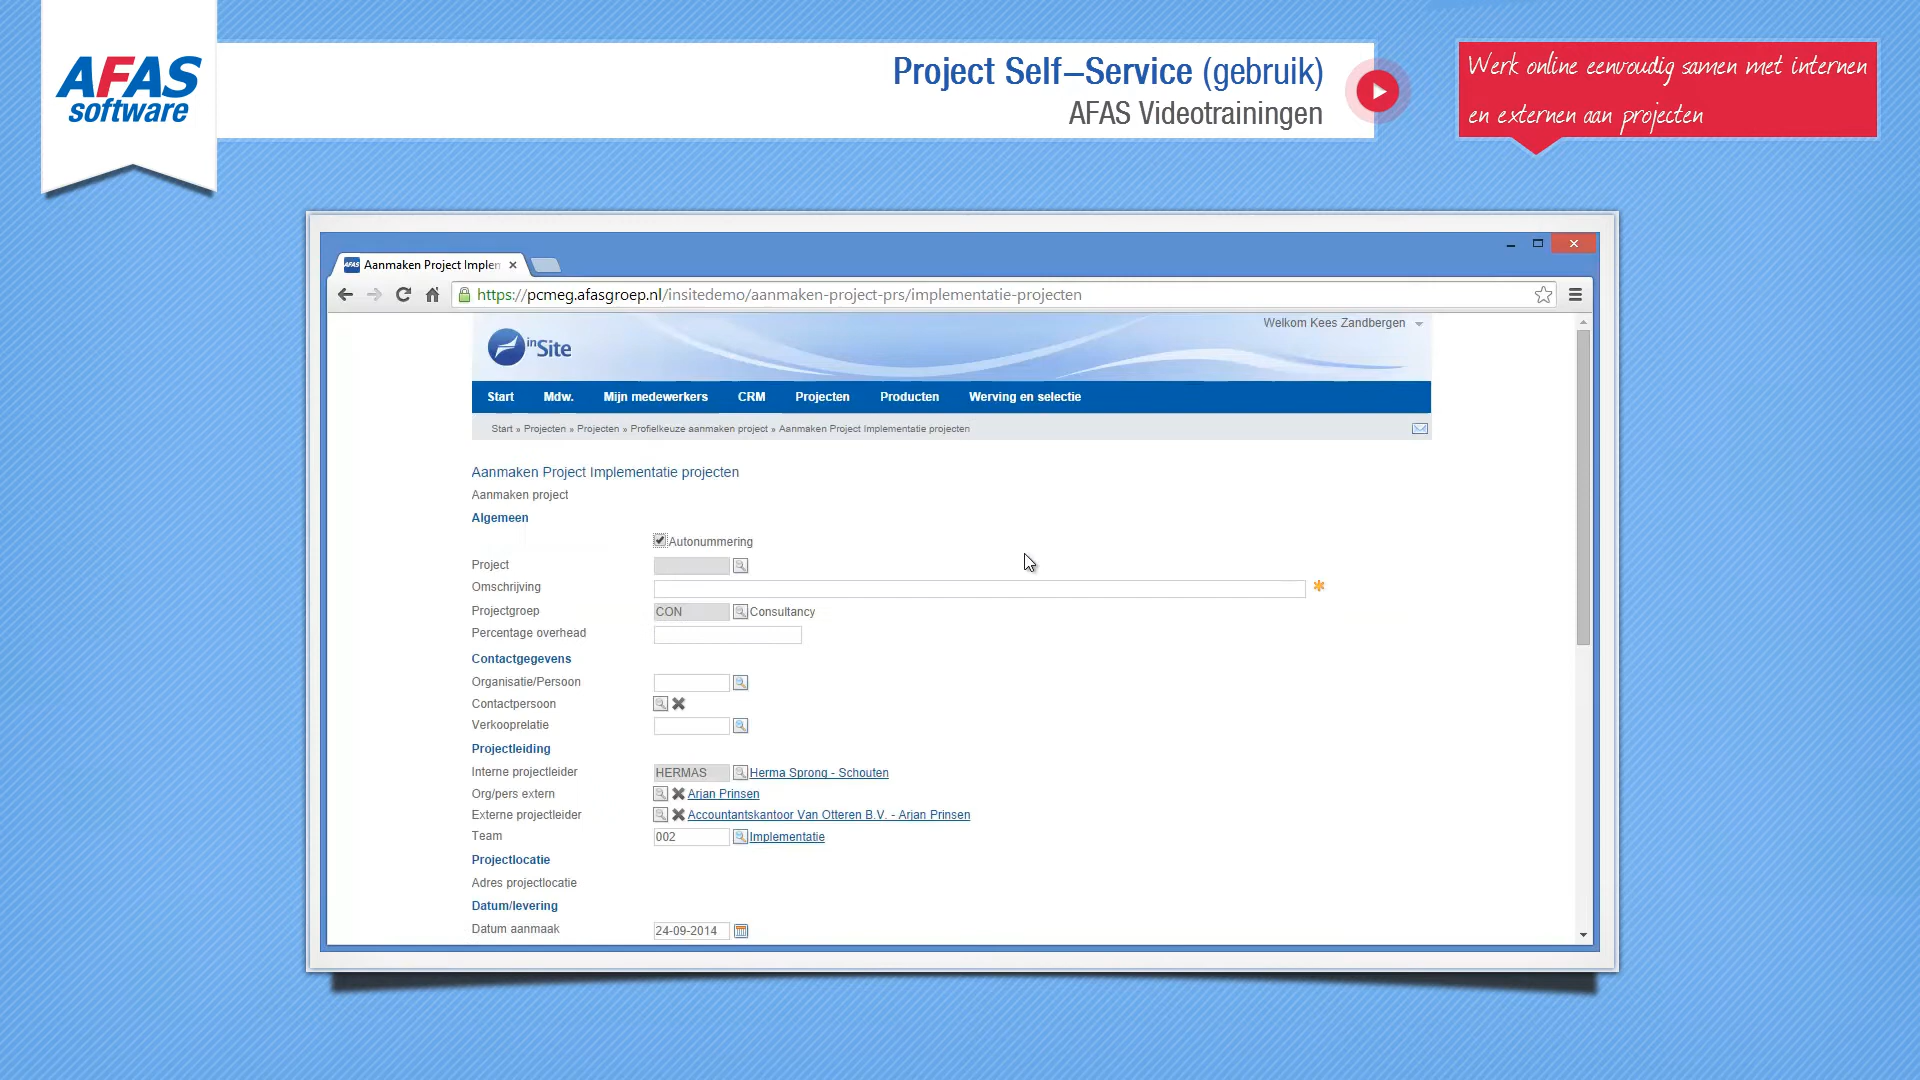 AFAS
software
Project Self-Service (gebruik)
AFAS Videotrainingen
Werk online eenvoudig samen met internen
en externen aan projecten
AFAS Aanmaken Project Implen
https://pcmeg.afasgroep.nl/insitedemo/aanmaken-project-prs/implementatie-projecten
Welkom Kees Zandbergen
inSite
Start Mdw. Mijn medewerkers CRM Projecten Producten Werving en selectie
Start » Projecten » Projecten » Profielkeuze aanmaken project » Aanmaken Project Implementatie projecten
Aanmaken Project Implementatie projecten
Aanmaken project
Algemeen
Autonummering
Project
Omschrijving
Projectgroep CON Consultancy
Percentage overhead
Contactgegevens
Organisatie/Persoon
Contactpersoon
Verkooprelatie
Projectleiding
Interne projectleider HERMAS Herma Sprong - Schouten
Org/pers extern Arjan Prinsen
Externe projectleider Accountantskantoor Van Otteren B.V. - Arjan Prinsen
Team 002 Implementatie
Projectlocatie
Adres projectlocatie
Datum/levering
Datum aanmaak 24-09-2014